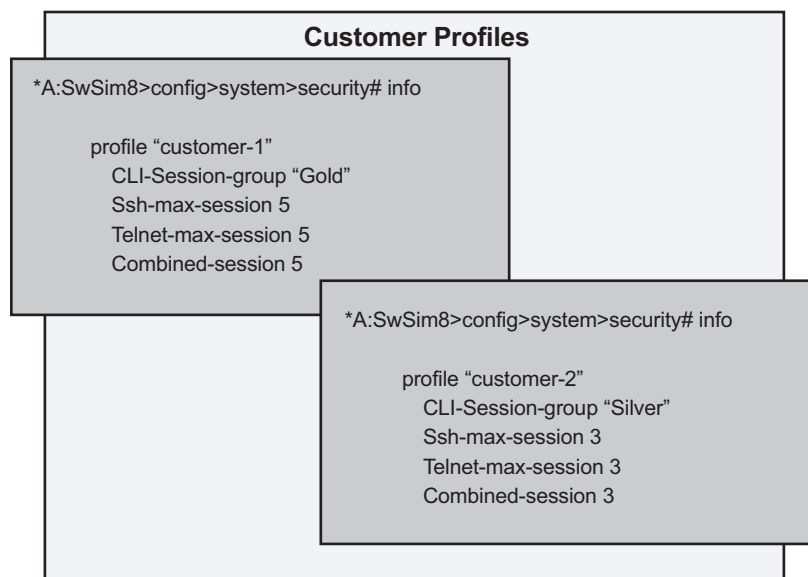 Customer Profiles
*A:SwSim8>config>system>security# info
profile “customer-1”
CLI-Session-group “Gold”
Ssh-max-session 5
Telnet-max-session 5
Combined-session 5
*A:SwSim8>config>system>security# info
profile “customer-2”
CLI-Session-group “Silver”
Ssh-max-session 3
Telnet-max-session 3
Combined-session 3